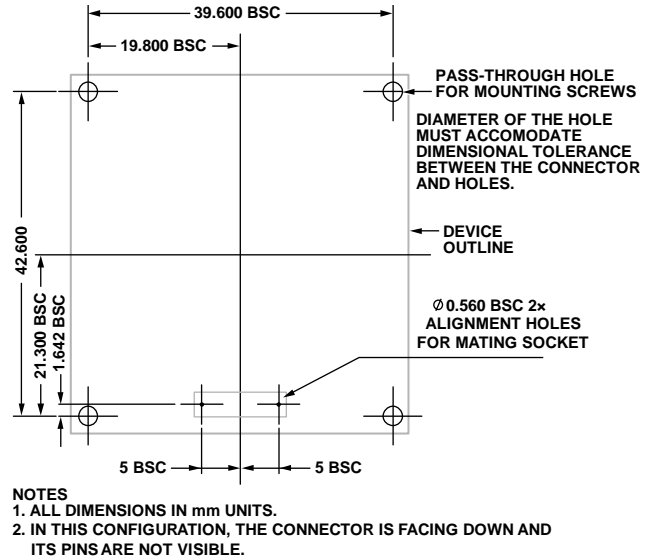 39.600 BSC
19.800 BSC
PASS-THROUGH HOLE
FOR MOUNTING SCREWS
DIAMETER OF THE HOLE
MUST ACCOMODATE
DIMENSIONAL TOLERANCE
BETWEEN THE CONNECTOR
AND HOLES.
DEVICE
OUTLINE
42.600
21.300 BSC
1.642 BSC
Ø0.560 BSC 2×
ALIGNMENT HOLES
FOR MATING SOCKET
5 BSC
5 BSC
NOTES
1. ALL DIMENSIONS IN mm UNITS.
2. IN THIS CONFIGURATION, THE CONNECTOR IS FACING DOWN AND
ITS PINS ARE NOT VISIBLE.